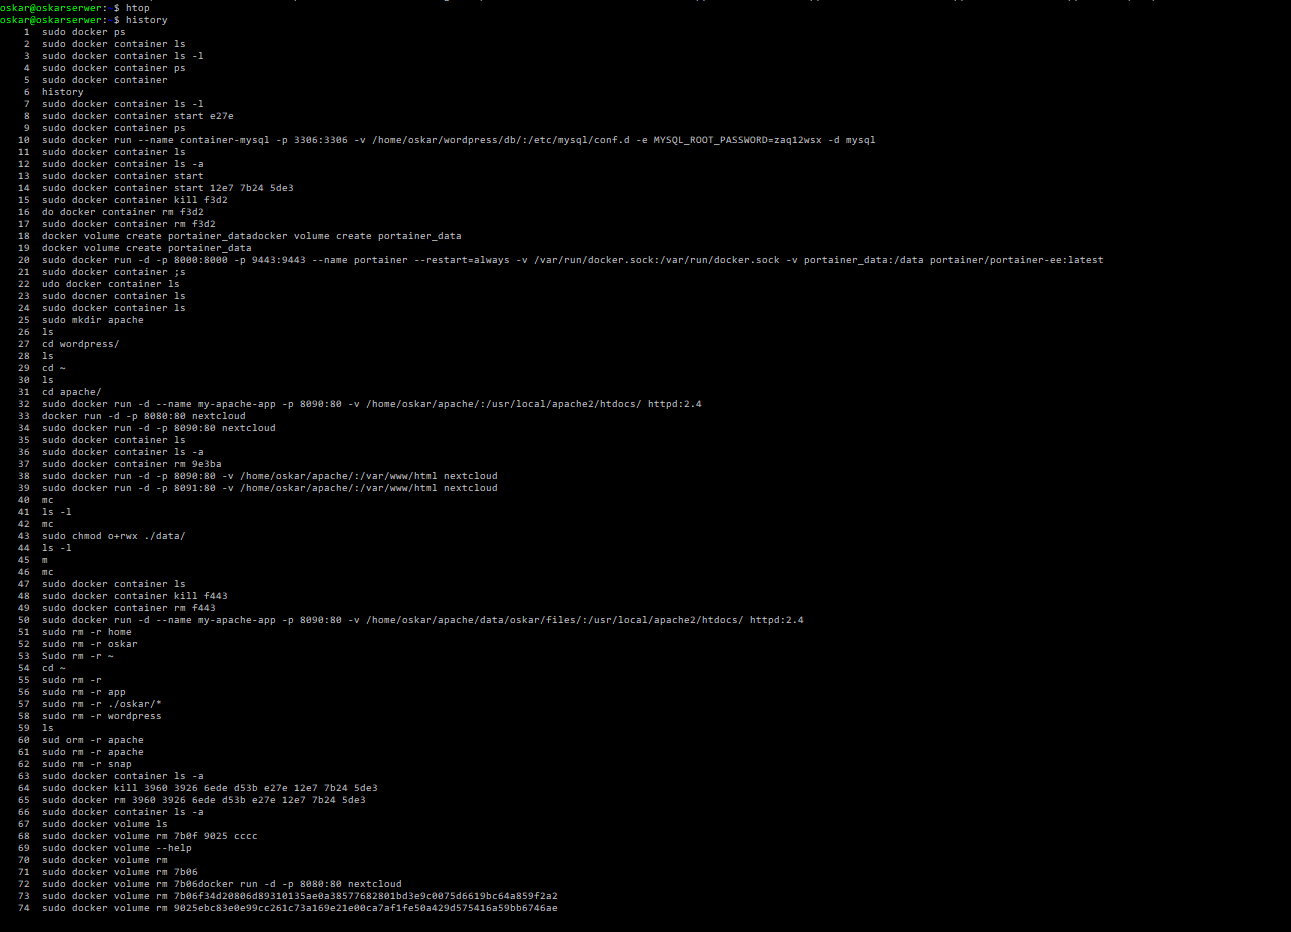 oskar@oskarserwer:~$ htop
oskar@oskarserwer:~$ history
1 sudo docker ps
2 sudo docker container ls
3 sudo docker container ls -l
4 sudo docker container ps
5 sudo docker container
6 history
7 sudo docker container ls -l
8 sudo docker container start e27e
9 sudo docker container ps
10 sudo docker run --name container-mysql -p 3306:3306 -v /home/oskar/wordpress/db/:/etc/mysql/conf.d -e MYSQL_ROOT_PASSWORD=zaq12wsx -d mysql
11 sudo docker container ls
12 sudo docker container ls -a
13 sudo docker container start
14 sudo docker container start 12e7 7b24 5de3
15 sudo docker container kill f3d2
16 do docker container rm f3d2
17 sudo docker container rm f3d2
18 docker volume create portainer_datadocker volume create portainer_data
19 docker volume create portainer_data
20 sudo docker run -d -p 8000:8000 -p 9443:9443 --name portainer --restart=always -v /var/run/docker.sock:/var/run/docker.sock -v portainer_data:/data portainer/portainer-ee:latest
21 sudo docker container ;s
22 udo docker container ls
23 sudo docner container ls
24 sudo docker container ls
25 sudo mkdir apache
26 ls
27 cd wordpress/
28 ls
29 cd ~
30 ls
31 cd apache/
32 sudo docker run -d --name my-apache-app -p 8090:80 -v /home/oskar/apache/:/usr/local/apache2/htdocs/ httpd:2.4
33 docker run -d -p 8080:80 nextcloud
34 sudo docker run -d -p 8090:80 nextcloud
35 sudo docker container ls
36 sudo docker container ls -a
37 sudo docker container rm 9e3ba
38 sudo docker run -d -p 8090:80 -v /home/oskar/apache/:/var/www/html nextcloud
39 sudo docker run -d -p 8091:80 -v /home/oskar/apache/:/var/www/html nextcloud
40 mc
41 ls -l
42 mc
43 sudo chmod o+rwx ./data/
44 ls -l
45 m
46 mc
47 sudo docker container ls
48 sudo docker container kill f443
49 sudo docker container rm f443
50 sudo docker run -d --name my-apache-app -p 8090:80 -v /home/oskar/apache/data/oskar/files/:/usr/local/apache2/htdocs/ httpd:2.4
51 sudo rm -r home
52 sudo rm -r oskar
53 Sudo rm -r ~
54 cd ~
55 sudo rm -r
56 sudo rm -r app
57 sudo rm -r ./oskar/*
58 sudo rm -r wordpress
59 ls
60 sud orm -r apache
61 sudo rm -r apache
62 sudo rm -r snap
63 sudo docker container ls -a
64 sudo docker kill 3960 3926 6ede d53b e27e 12e7 7b24 5de3
65 sudo docker rm 3960 3926 6ede d53b e27e 12e7 7b24 5de3
66 sudo docker container ls -a
67 sudo docker volume ls
68 sudo docker volume rm 7b0f 9025 cccc
69 sudo docker volume --help
70 sudo docker volume rm
71 sudo docker volume rm 7b06
72 sudo docker volume rm 7b06docker run -d -p 8080:80 nextcloud
73 sudo docker volume rm 7b06f34d20806d89310135ae0a38577682801bd3e9c0075d6619bc64a859f2a2
74 sudo docker volume rm 9025ebc83e0e99cc261c73a169e21e00ca7af1fe50a429d575416a59bb6746ae